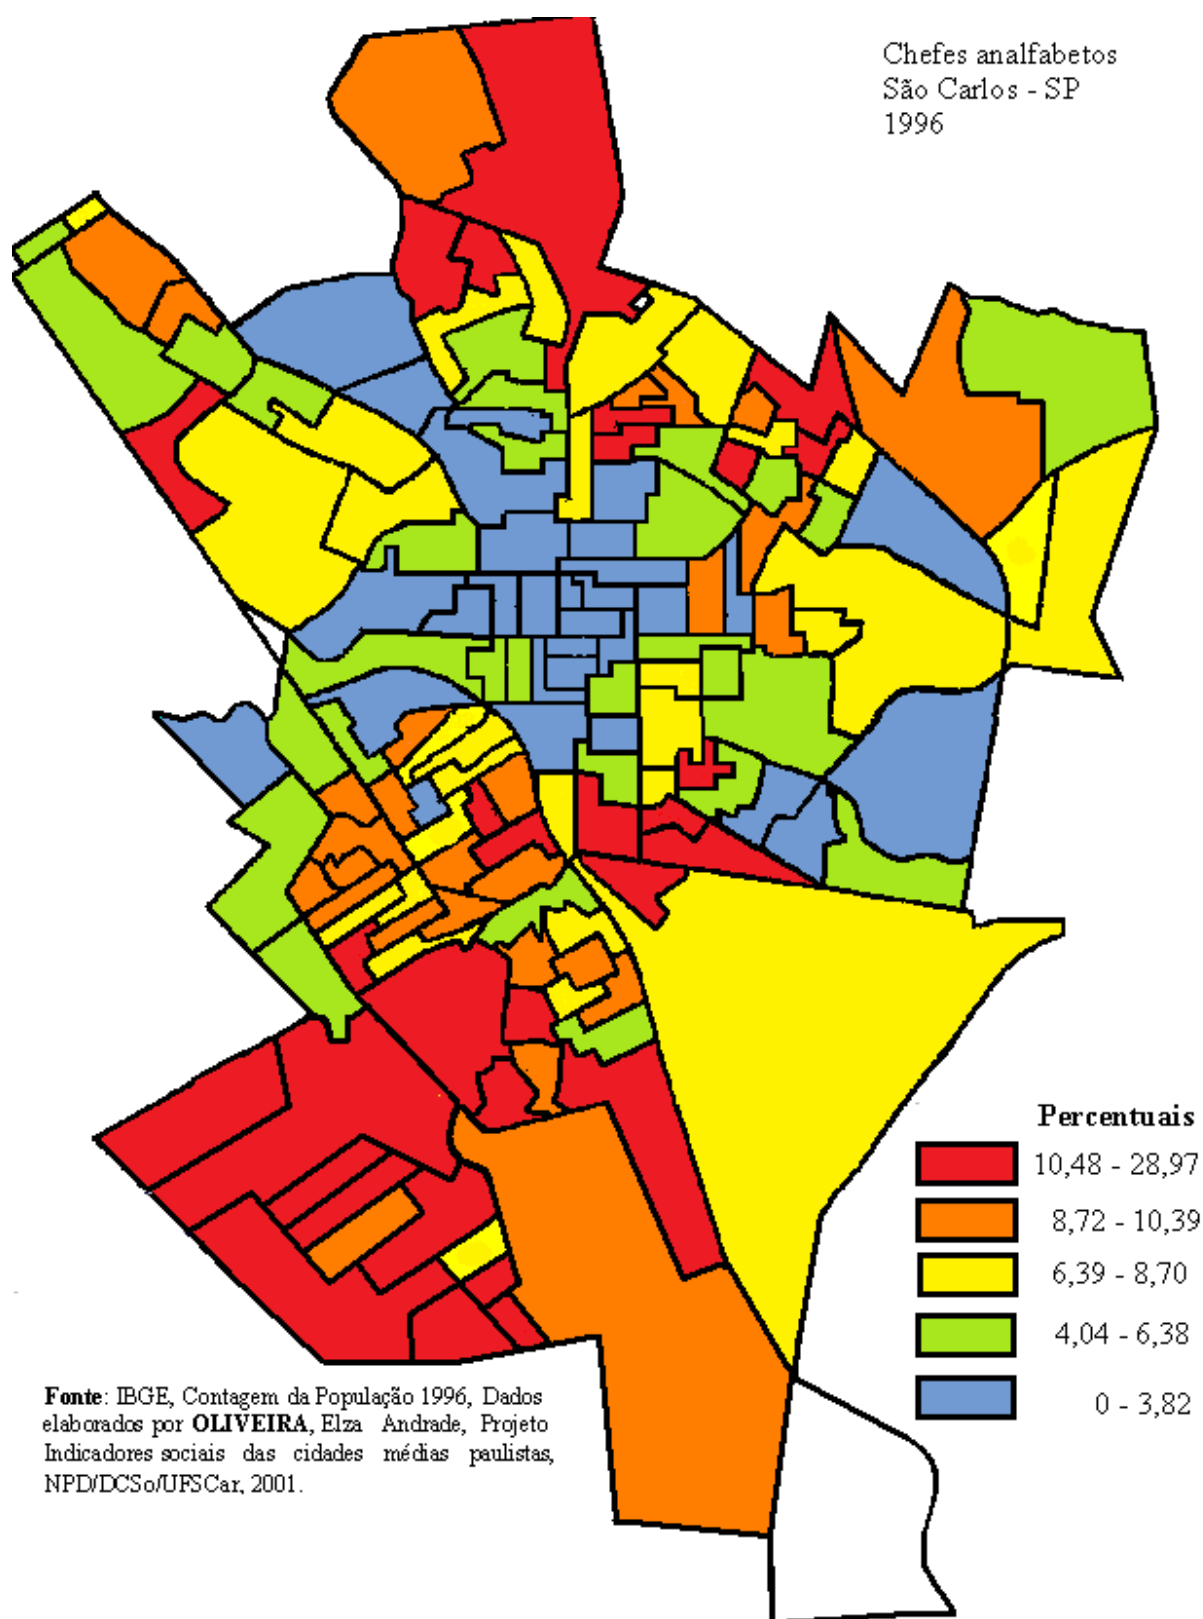 Chefes analfabetos
São Carlos - SP
1996
Percentuais
10,48 - 28,97
8,72 - 10,39
6,39 - 8,70
4,04 - 6,38
0 - 3,82
Fonte: IBGE, Contagem da População 1996, Dados
elaborados por OLIVEIRA, Elza Andrade, Projeto
Indicadores sociais das cidades médias paulistas,
NPD/DCSo/UFSCar, 2001.